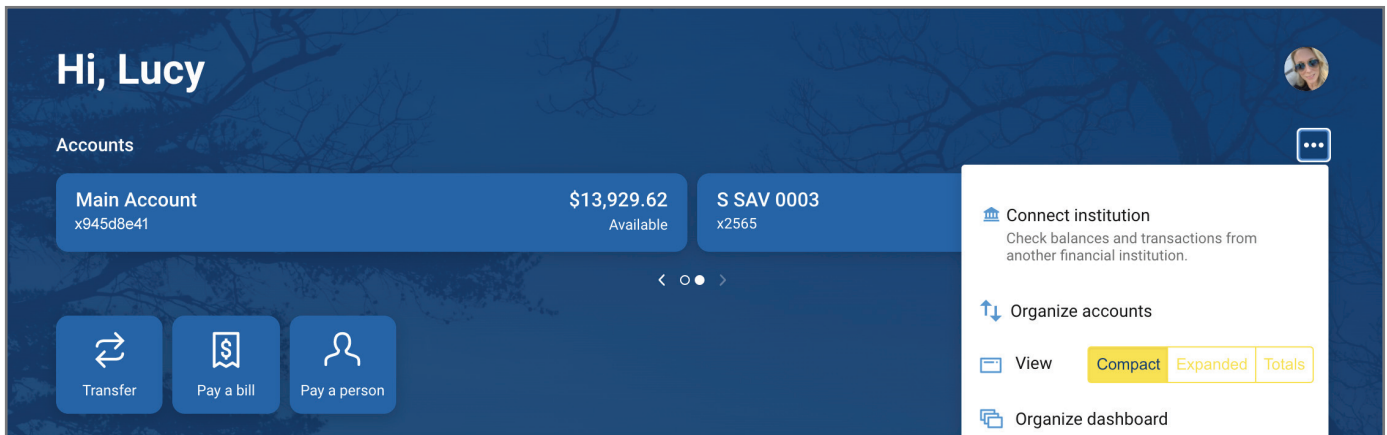 Hi, Lucy
Accounts
Main Account $13,929.62
x945d8e41 Available
S SAV 0003
x2565
Transfer
Pay a bill
Pay a person
Connect institution
Check balances and transactions from
another financial institution.
Organize accounts
View Compact Expanded Totals
Organize dashboard